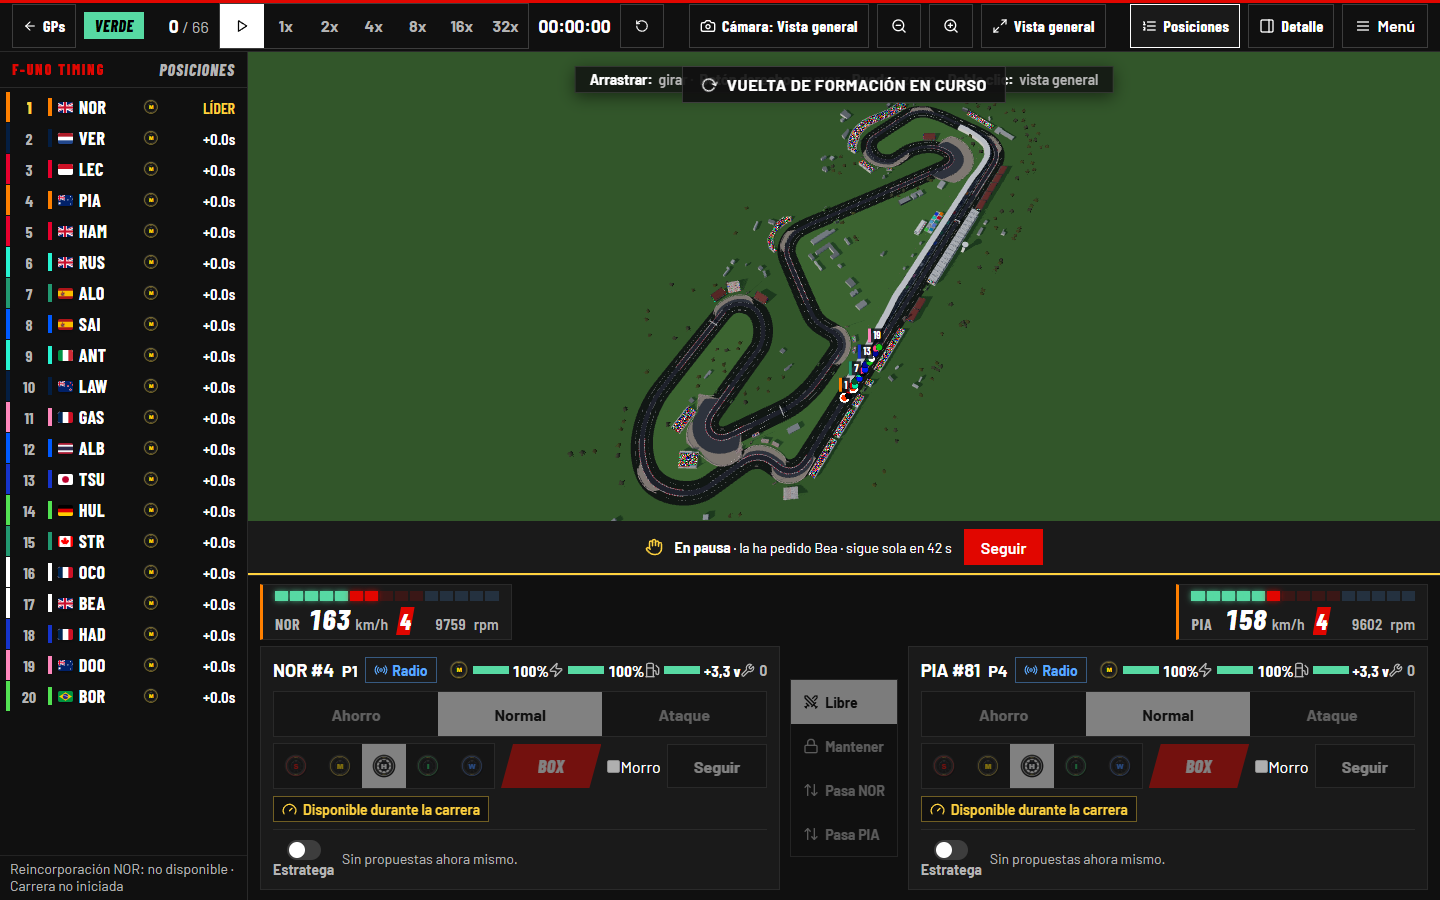 GPs VERDE 0 / 66 1x 2x 4x 8x 16x 32x 00:00:00 Cámara: Vista general Vista general Posiciones Detalle Menú
F-UNO TIMING POSICIONES
Arrastrar: gira VUELTA DE FORMACIÓN EN CURSO c: vista general
1 NOR M LÍDER
2 VER M +0.0s
3 LEC M +0.0s
4 PIA M +0.0s
5 HAM M +0.0s
6 RUS M +0.0s
7 ALO M +0.0s
8 SAI M +0.0s
9 ANT M +0.0s
10 LAW M +0.0s
11 GAS M +0.0s
12 ALB M +0.0s
13 TSU M +0.0s
14 HUL M +0.0s
15 STR M +0.0s
16 OCO M +0.0s
17 BEA M +0.0s
18 HAD M +0.0s
19 DOO M +0.0s
20 BOR M +0.0s
Reincorporación NOR: no disponible ·
Carrera no iniciada
19
13
7
1
En pausa · la ha pedido Bea · sigue sola en 42 s Seguir
NOR 163 km/h 4 9759 rpm
PIA 158 km/h 4 9602 rpm
NOR #4 P1 Radio M 100% 100% +3,3 v 0
Ahorro Normal Ataque
S M H I W BOX Morro Seguir
Disponible durante la carrera
Estratega Sin propuestas ahora mismo.
Libre
Mantener
Pasa NOR
Pasa PIA
PIA #81 P4 Radio M 100% 100% +3,3 v 0
Ahorro Normal Ataque
S M H I W BOX Morro Seguir
Disponible durante la carrera
Estratega Sin propuestas ahora mismo.